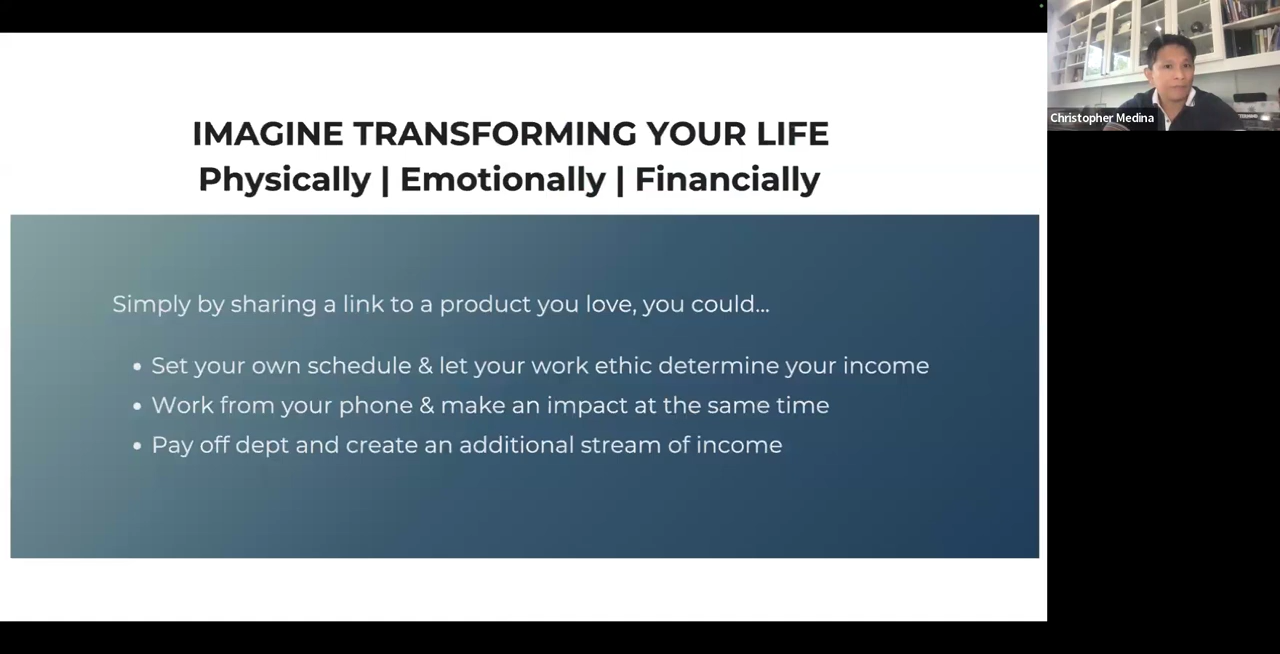 IMAGINE TRANSFORMING YOUR LIFE
Physically | Emotionally | Financially
Simply by sharing a link to a product you love, you could...
• Set your own schedule & let your work ethic determine your income
• Work from your phone & make an impact at the same time
• Pay off dept and create an additional stream of income
Christopher Medina